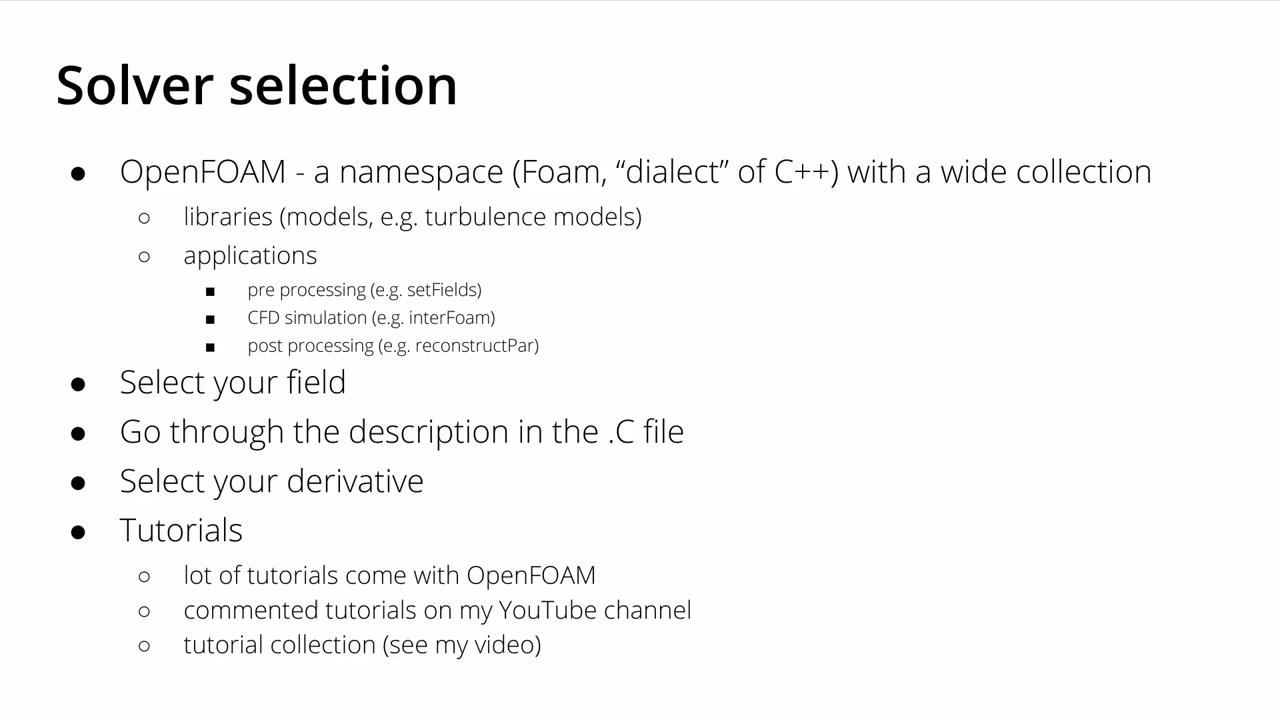 Solver selection
● OpenFOAM - a namespace (Foam, “dialect” of C++) with a wide collection
○ libraries (models, e.g. turbulence models)
○ applications
■ pre processing (e.g. setFields)
■ CFD simulation (e.g. interFoam)
■ post processing (e.g. reconstructPar)
● Select your field
● Go through the description in the .C file
● Select your derivative
● Tutorials
○ lot of tutorials come with OpenFOAM
○ commented tutorials on my YouTube channel
○ tutorial collection (see my video)